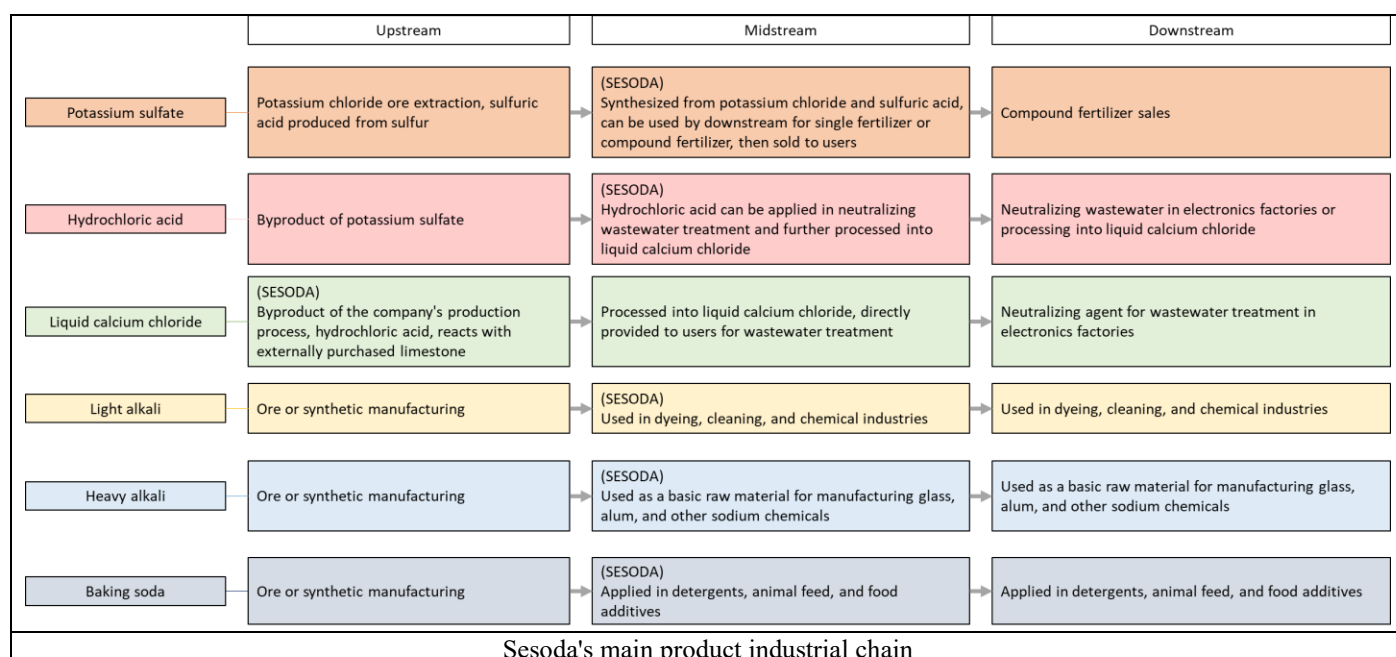 Upstream
Midstream
Downstream
Potassium sulfate
Potassium chloride ore extraction, sulfuric
acid produced from sulfur
(SESODA)
Synthesized from potassium chloride and sulfuric acid,
can be used by downstream for single fertilizer or
compound fertilizer, then sold to users
Compound fertilizer sales
Hydrochloric acid
Byproduct of potassium sulfate
(SESODA)
Hydrochloric acid can be applied in neutralizing
wastewater treatment and further processed into
liquid calcium chloride
Neutralizing wastewater in electronics factories or
processing into liquid calcium chloride
Liquid calcium chloride
(SESODA)
Byproduct of the company's production
process, hydrochloric acid, reacts with
externally purchased limestone
Processed into liquid calcium chloride, directly
provided to users for wastewater treatment
Neutralizing agent for wastewater treatment in
electronics factories
Light alkali
Ore or synthetic manufacturing
(SESODA)
Used in dyeing, cleaning, and chemical industries
Used in dyeing, cleaning, and chemical industries
Heavy alkali
Ore or synthetic manufacturing
(SESODA)
Used as a basic raw material for manufacturing glass,
alum, and other sodium chemicals
Used as a basic raw material for manufacturing glass,
alum, and other sodium chemicals
Baking soda
Ore or synthetic manufacturing
(SESODA)
Applied in detergents, animal feed, and food
additives
Applied in detergents, animal feed, and food additives
Sesoda's main product industrial chain